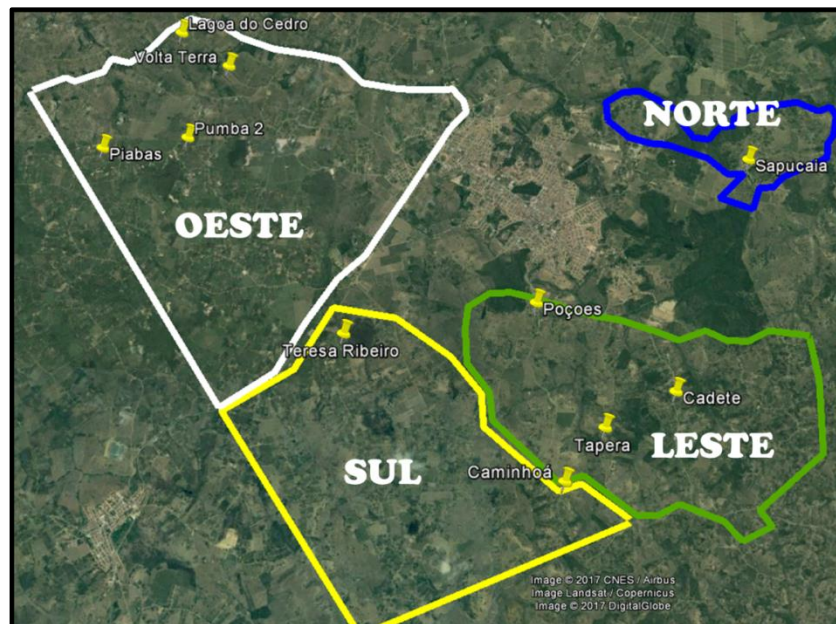 Lagoa do Cedro
Volta Terra
Pumba 2
Piabas
OESTE
NORTE
Sapucaia
Poçoes
Teresa Ribeiro
Cadete
Tapera
LESTE
SUL
Caminhoá
Image © 2017 CNES / Airbus
Image Landsat / Copernicus
Image © 2017 DigitalGlobe